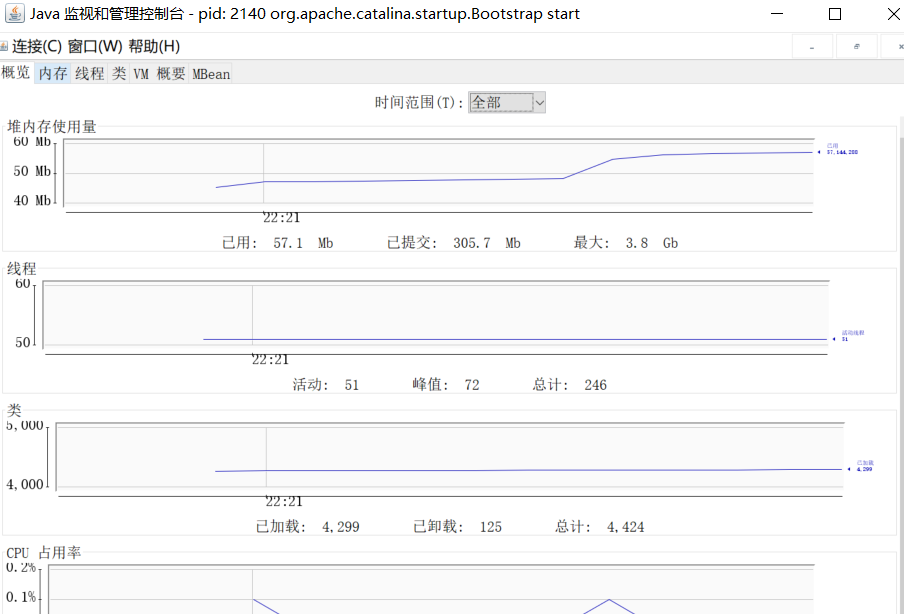 Java 监视和管理控制台 - pid: 2140 org.apache.catalina.startup.Bootstrap start
连接(C) 窗口(W) 帮助(H)
概览 内存 线程 类 VM 概要 MBean
时间范围(T): 全部
堆内存使用量
60 Mb
50 Mb
40 Mb
已用
57,144,288
22:21
已用: 57.1 Mb 已提交: 305.7 Mb 最大: 3.8 Gb
线程
60
50
活动线程
51
22:21
活动: 51 峰值: 72 总计: 246
类
5,000
4,000
已加载
4,299
22:21
已加载: 4,299 已卸载: 125 总计: 4,424
CPU 占用率
0.2%
0.1%